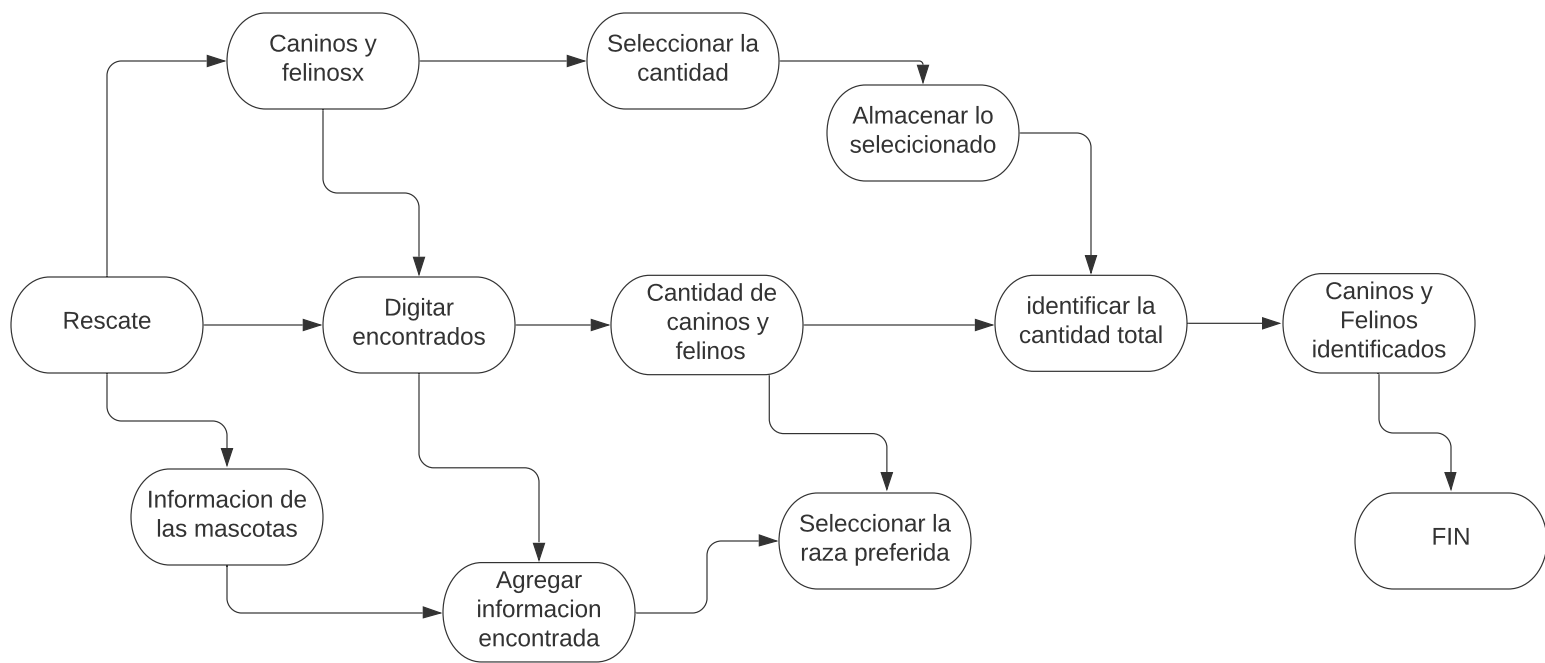 Caninos y
felinosx
Seleccionar la
cantidad
Almacenar lo
selecicionado
Rescate
Digitar
encontrados
Cantidad de
caninos y
felinos
identificar la
cantidad total
Caninos y
Felinos
identificados
Informacion de
las mascotas
Agregar
informacion
encontrada
Seleccionar la
raza preferida
FIN